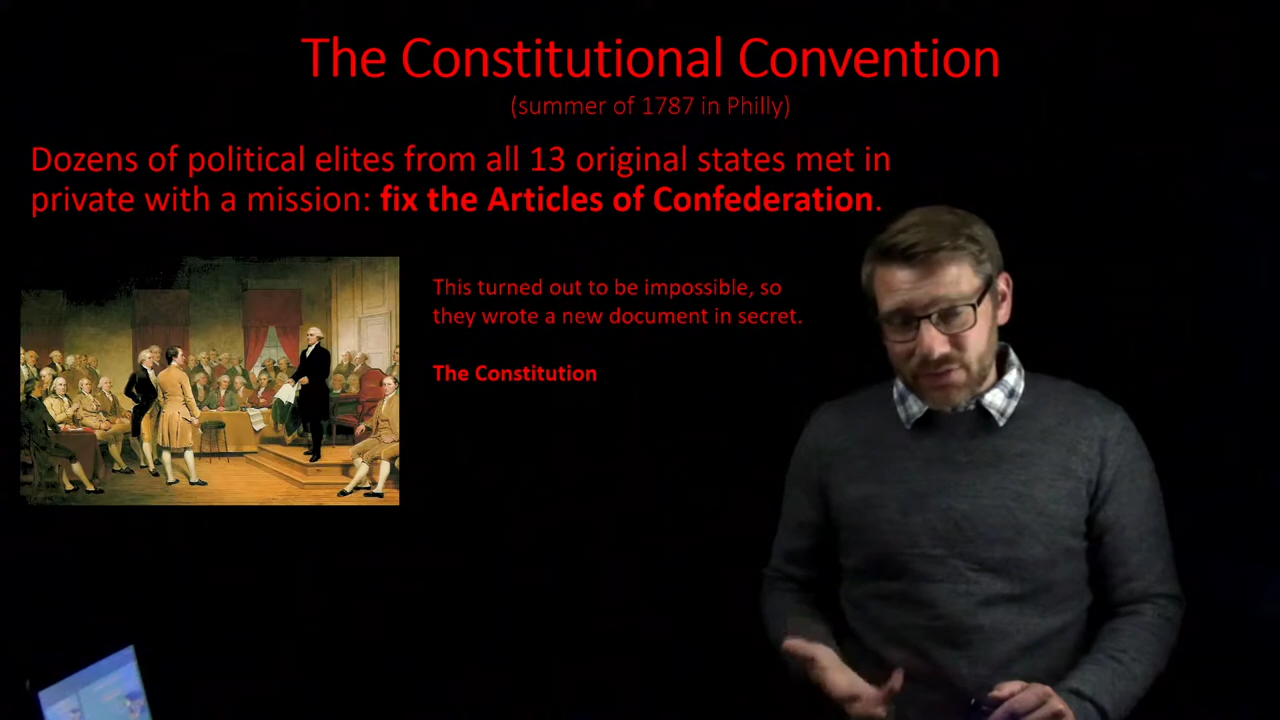 The Constitutional Convention
(summer of 1787 in Philly)
Dozens of political elites from all 13 original states met in
private with a mission: fix the Articles of Confederation.
This turned out to be impossible, so
they wrote a new document in secret.
The Constitution